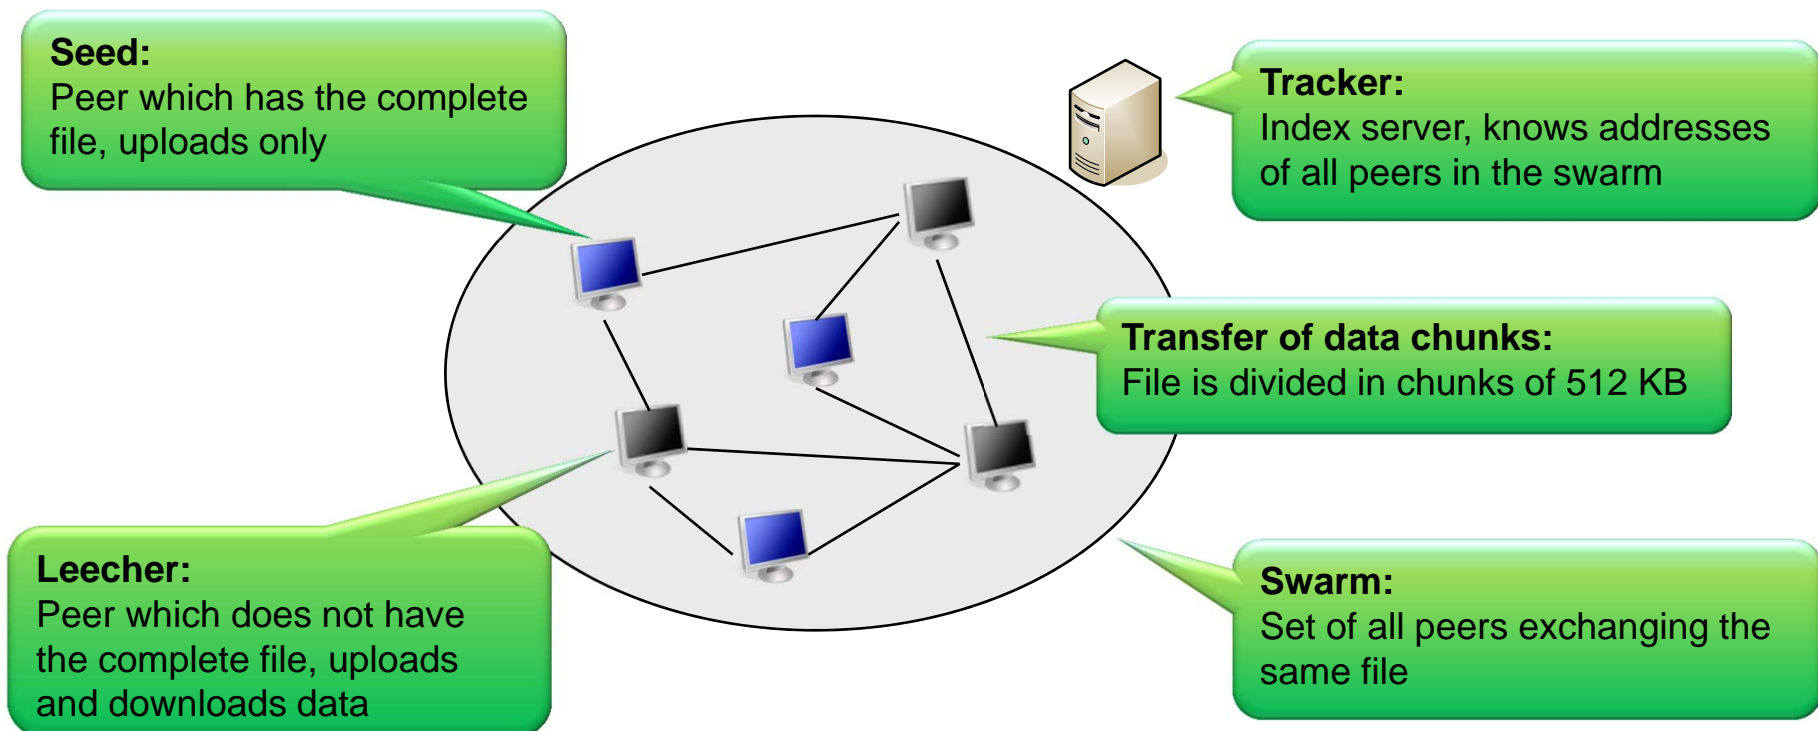 Seed:
Peer which has the complete
file, uploads only
Tracker:
Index server, knows addresses
of all peers in the swarm
Transfer of data chunks:
File is divided in chunks of 512 KB
Leecher:
Peer which does not have
the complete file, uploads
and downloads data
Swarm:
Set of all peers exchanging the
same file